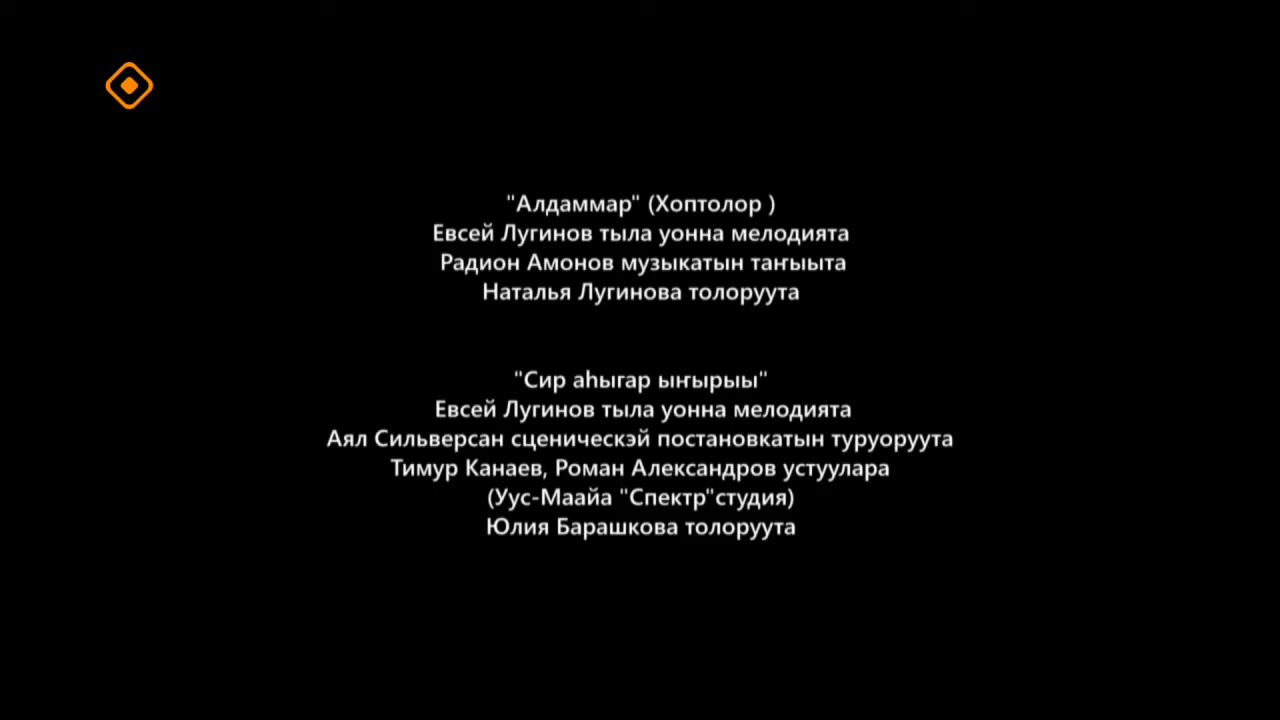 "Алдаммар" (Хоптолор )
Евсей Лугинов тыла уонна мелодията
Радион Амонов музыкатын таҥыыта
Наталья Лугинова толоруута
"Сир аһыгар ыҥырыы"
Евсей Лугинов тыла уонна мелодията
Аял Сильверсан сценическэй постановкатын туруоруута
Тимур Канаев, Роман Александров устуулара
(Уус-Маайа "Спектр"студия)
Юлия Барашкова толоруута